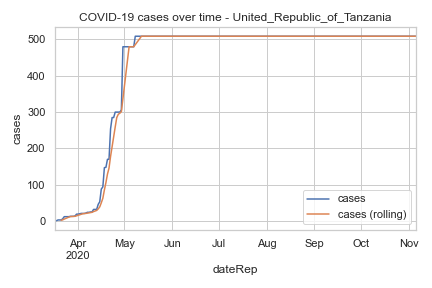 COVID-19 cases over time - United_Republic_of_Tanzania
500
400
300
200
100
0
cases
cases
cases (rolling)
Apr May Jun Jul Aug Sep Oct Nov
2020
dateRep